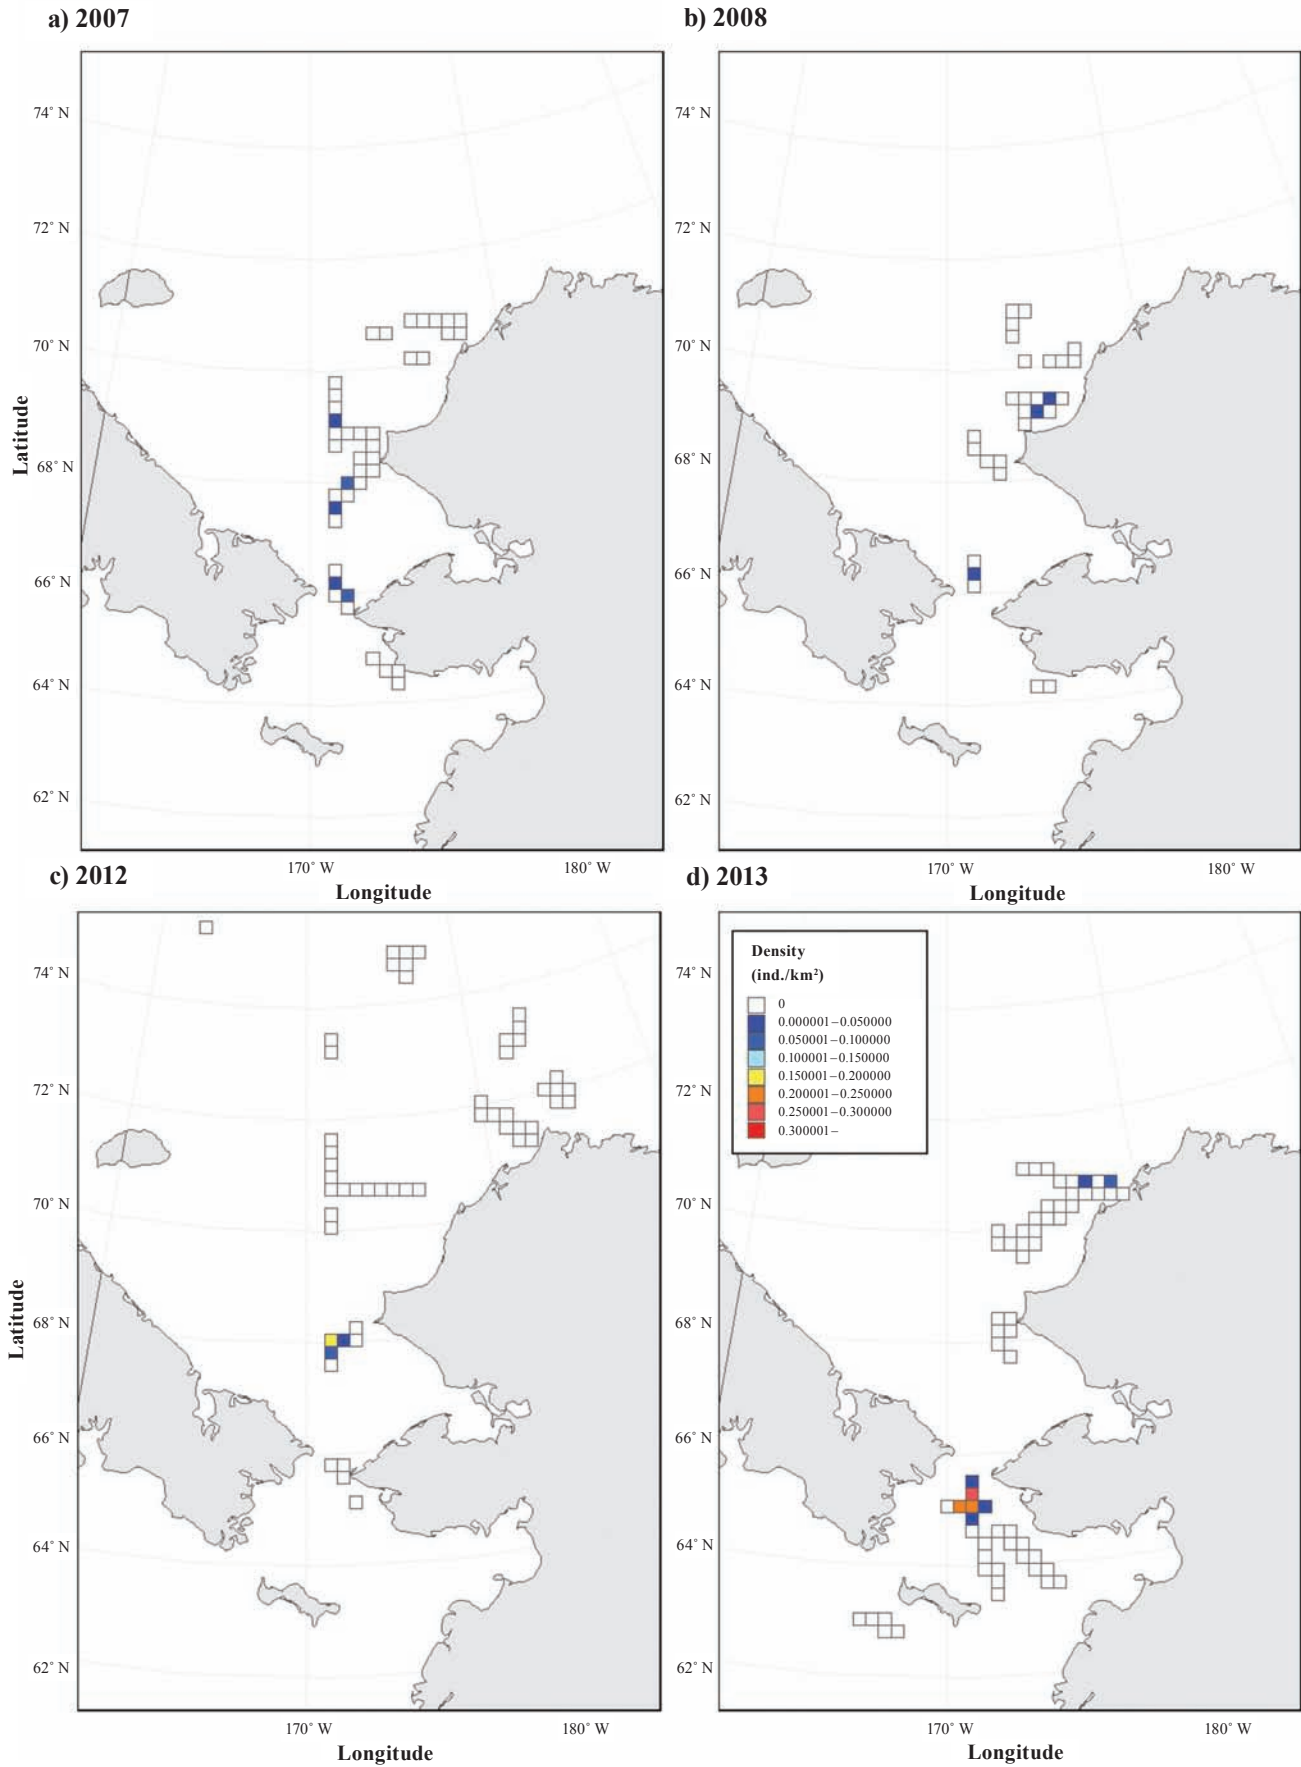 a) 2007
b) 2008
74° N
72° N
70° N
68° N
66° N
64° N
62° N
Latitude
170° W
180° W
Longitude
74° N
72° N
70° N
68° N
66° N
64° N
62° N
170° W
180° W
Longitude
c) 2012
d) 2013
74° N
72° N
70° N
68° N
66° N
64° N
62° N
Latitude
170° W
180° W
Longitude
Density
(ind./km²)
0
0.000001–0.050000
0.050001–0.100000
0.100001–0.150000
0.150001–0.200000
0.200001–0.250000
0.250001–0.300000
0.300001–
74° N
72° N
70° N
68° N
66° N
64° N
62° N
170° W
180° W
Longitude